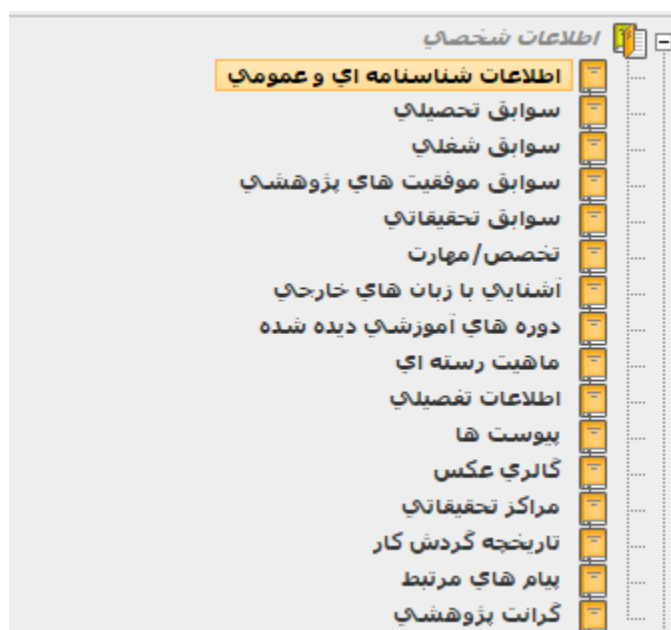 اطلاعات شخصي
اطلاعات شناسنامه اي و عمومي
سوابق تحصيلي
سوابق شغلي
سوابق موفقيت هاي پژوهشي
سوابق تحقيقاتي
تخصص/مهارت
آشنايي با زبان هاي خارجي
دوره هاي آموزشي ديده شده
ماهيت رسته اي
اطلاعات تفصيلي
پيوست ها
گالري عكس
مراكز تحقيقاتي
تاريخچه گردش كار
پيام هاي مرتبط
گرانت پژوهشي